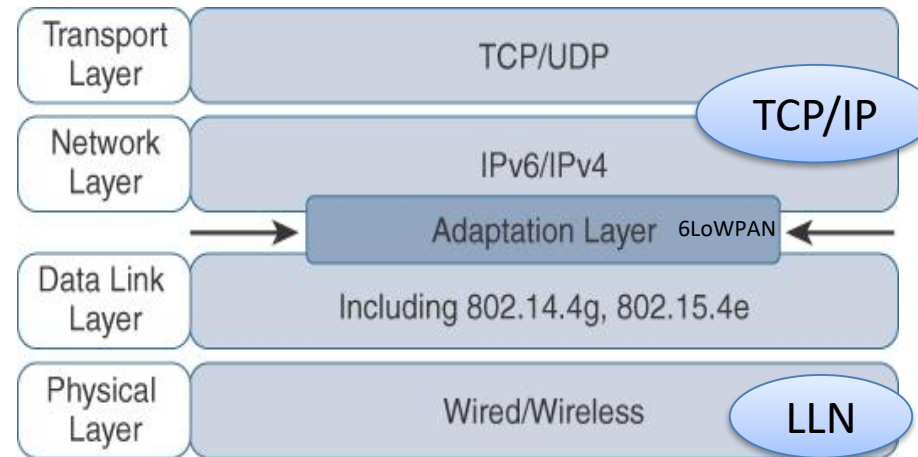 Transport
Layer
TCP/UDP
TCP/IP
Network
Layer
IPv6/IPv4
Adaptation Layer 6LoWPAN
Data Link
Layer
Including 802.14.4g, 802.15.4e
Physical
Layer
Wired/Wireless
LLN